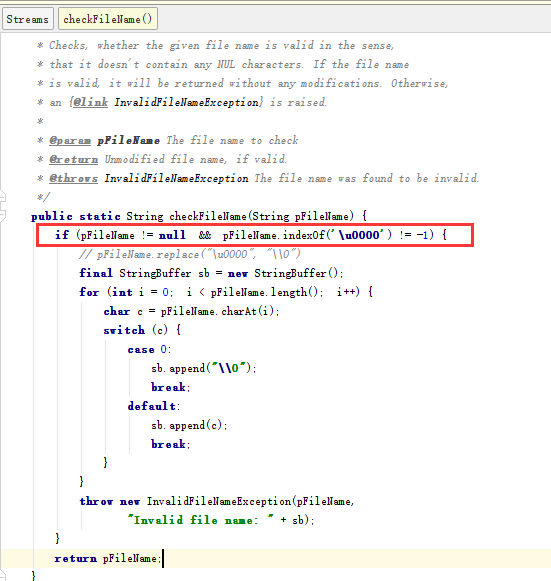 Streams checkFileName()
* Checks, whether the given file name is valid in the sense,
* that it doesn't contain any NUL characters. If the file name
* is valid, it will be returned without any modifications. Otherwise,
* an {@link InvalidFileNameException} is raised.
*
* @param pFileName The file name to check
* @return Unmodified file name, if valid.
* @throws InvalidFileNameException The file name was found to be invalid.
*/
public static String checkFileName(String pFileName) {
if (pFileName != null && pFileName.indexOf('\u0000') != -1) {
// pFileName.replace("\u0000", "\\0")
final StringBuffer sb = new StringBuffer();
for (int i = 0; i < pFileName.length(); i++) {
char c = pFileName.charAt(i);
switch (c) {
case 0:
sb.append("\\0");
break;
default:
sb.append(c);
break;
}
}
throw new InvalidFileNameException(pFileName,
"Invalid file name: " + sb);
}
return pFileName;
}